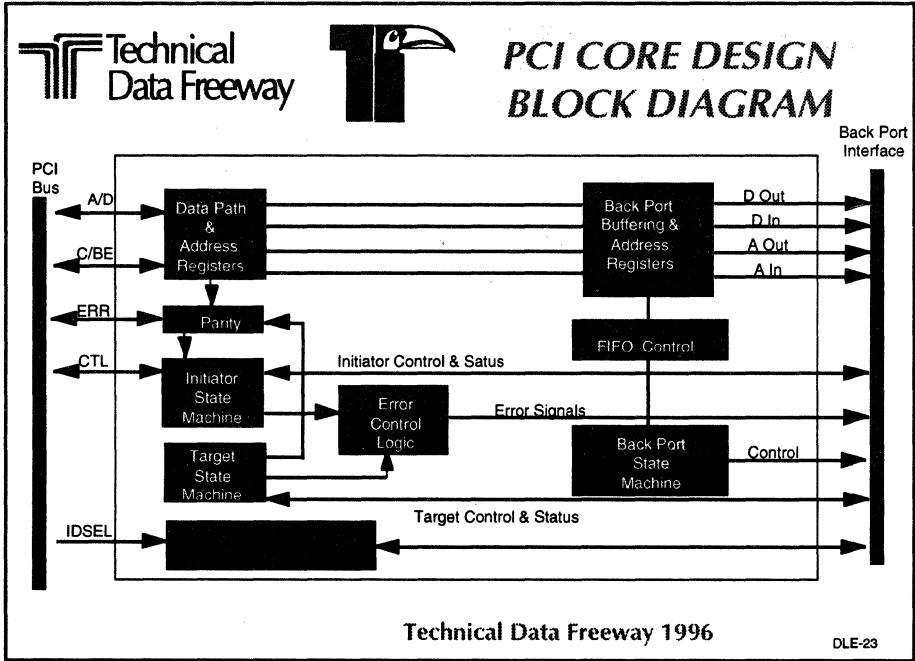 Technical
Data Freeway
PCI CORE DESIGN
BLOCK DIAGRAM
Back Port
Interface
PCI
Bus
A/D
C/BE
ERR
CTL
IDSEL
Data Path
&
Address
Registers
Parity
Initiator
State
Machine
Target
State
Machine
Error
Control
Logic
Initiator Control & Satus
Error Signals
Target Control & Status
Back Port
Buffering &
Address
Registers
FIFO Control
Back Port
State
Machine
D Out
D In
A Out
A In
Control
Technical Data Freeway 1996
DLE-23